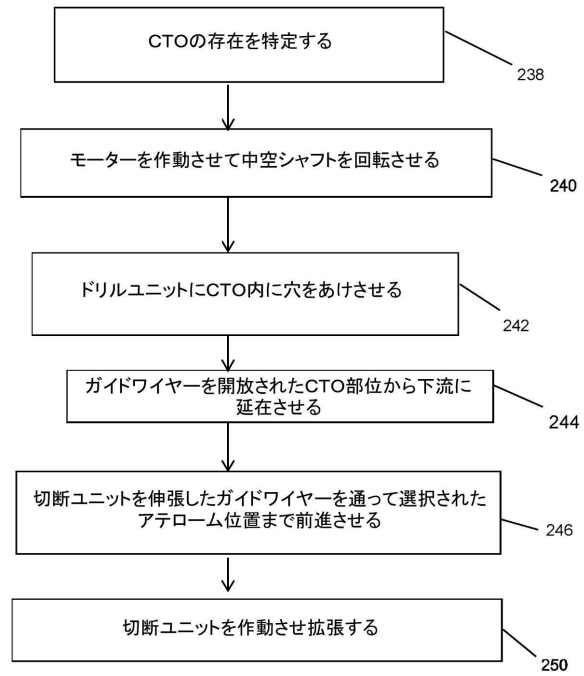 CTOの存在を特定する
238
モーターを作動させて中空シャフトを回転させる
240
ドリルユニットにCTO内に穴をあけさせる
242
ガイドワイヤーを開放されたCTO部位から下流に
延在させる
244
切断ユニットを伸張したガイドワイヤーを通って選択された
アテローム位置まで前進させる
246
切断ユニットを作動させ拡張する
250